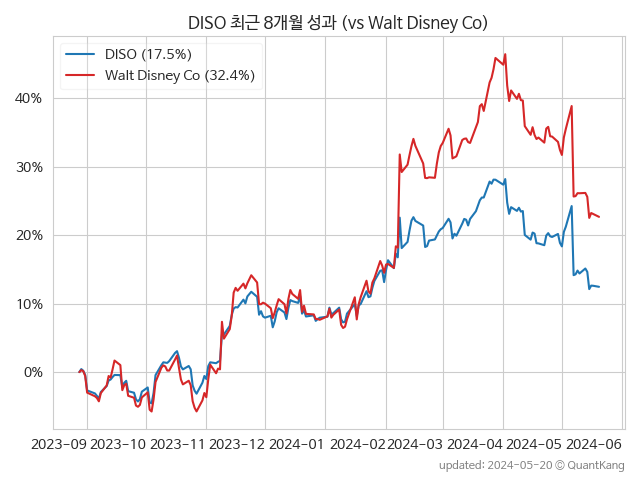 DISO 최근 8개월 성과 (vs Walt Disney Co)
DISO (17.5%)
Walt Disney Co (32.4%)
40%
30%
20%
10%
0%
2023-09 2023-10 2023-11 2023-12 2024-01 2024-02 2024-03 2024-04 2024-05 2024-06
updated: 2024-05-20 © QuantKang